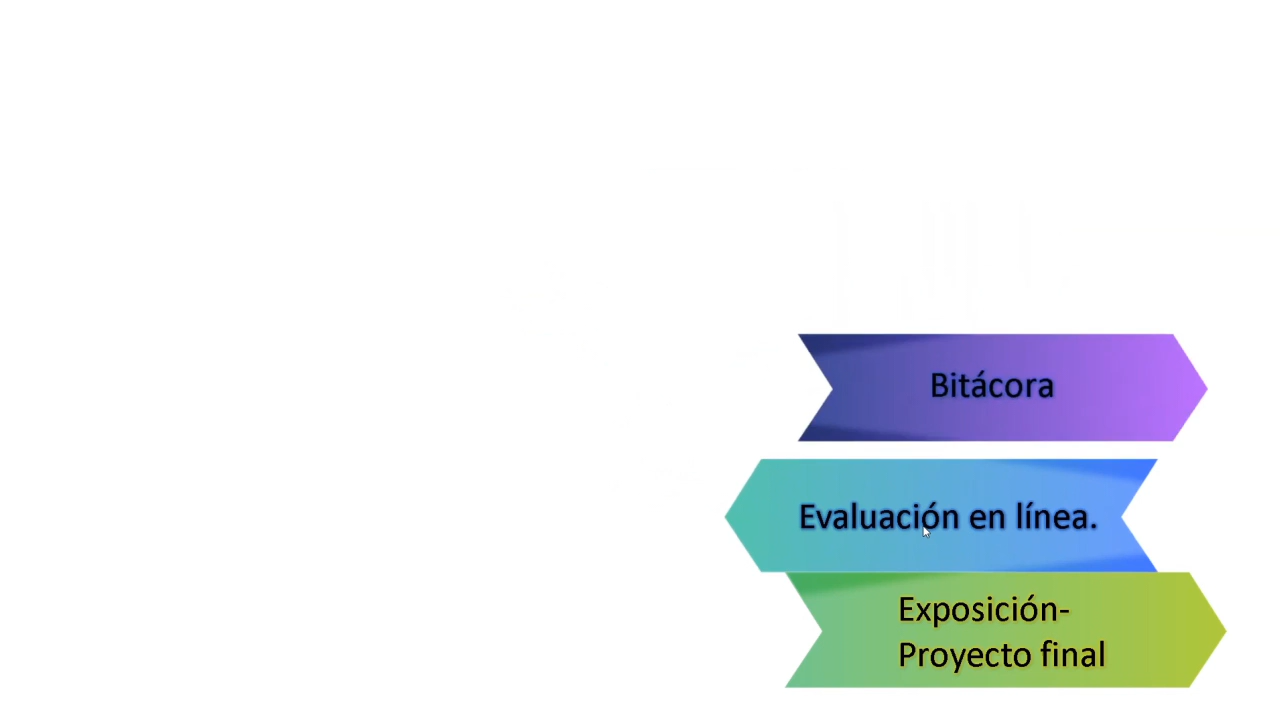 Bitácora
Evaluación en línea.
Exposición-
Proyecto final